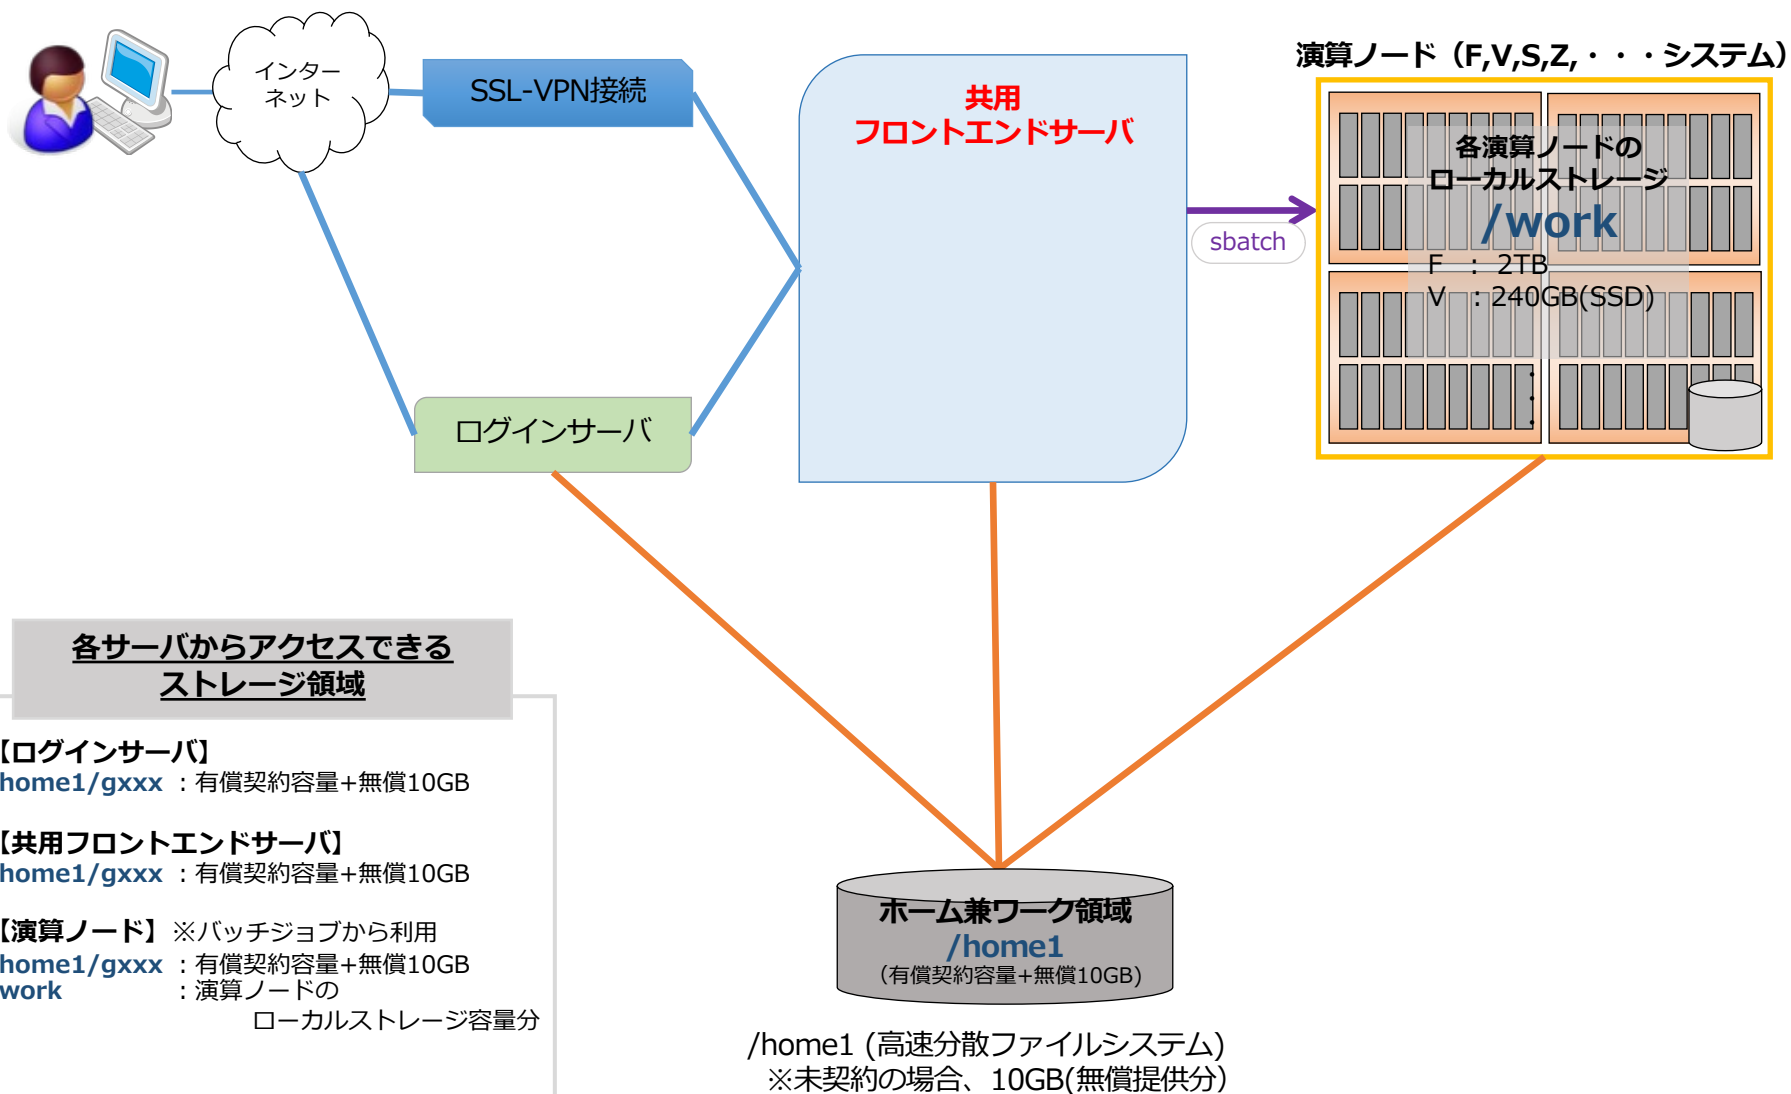 インター
ネット
SSL-VPN接続
ログインサーバ
共用
フロントエンドサーバ
sbatch
演算ノード（F,V,S,Z,・・・システム）
各演算ノードの
ローカルストレージ
/work
F ： 2TB
V ：240GB(SSD)
各サーバからアクセスできる
ストレージ領域
【ログインサーバ】
home1/gxxx ：有償契約容量+無償10GB
【共用フロントエンドサーバ】
home1/gxxx ：有償契約容量+無償10GB
【演算ノード】※バッチジョブから利用
home1/gxxx ：有償契約容量+無償10GB
work ：演算ノードの
ローカルストレージ容量分
ホーム兼ワーク領域
/home1
（有償契約容量+無償10GB)
/home1 (高速分散ファイルシステム)
※未契約の場合、10GB(無償提供分）